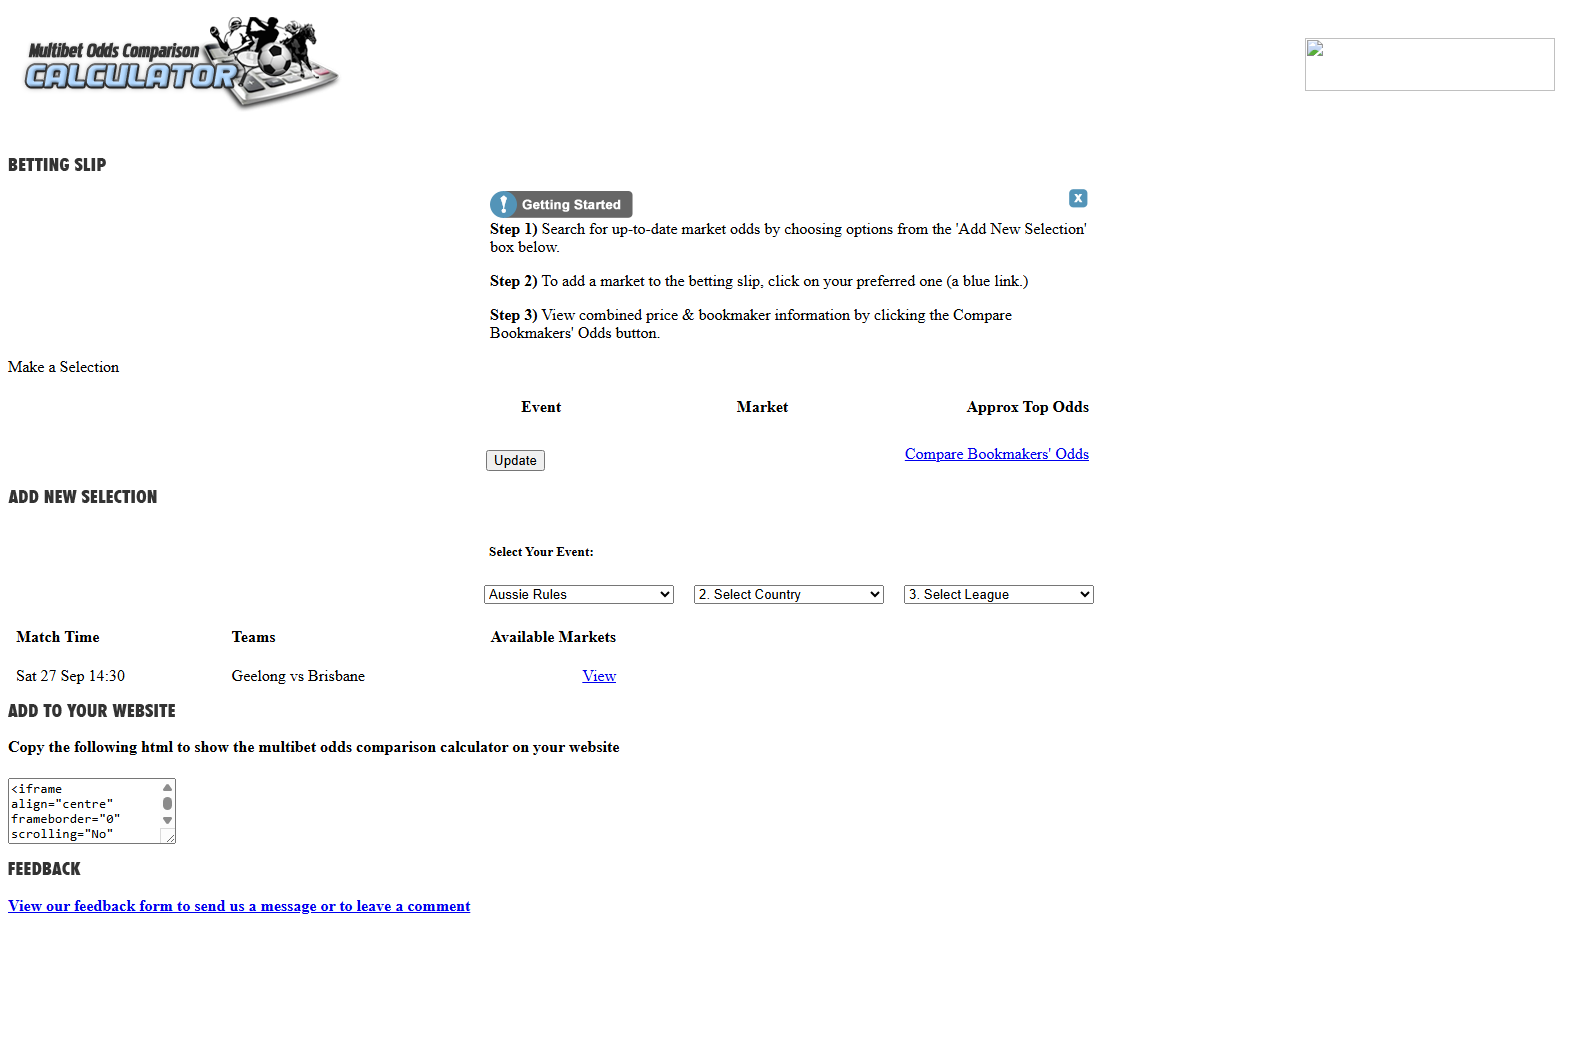 Multibet Odds Comparison
CALCULATOR
BETTING SLIP
! Getting Started
x
Step 1) Search for up-to-date market odds by choosing options from the 'Add New Selection'
box below.
Step 2) To add a market to the betting slip, click on your preferred one (a blue link.)
Step 3) View combined price & bookmaker information by clicking the Compare
Bookmakers' Odds button.
Make a Selection
Event Market Approx Top Odds
Update Compare Bookmakers' Odds
ADD NEW SELECTION
Select Your Event:
Aussie Rules 2. Select Country 3. Select League
Match Time Teams Available Markets
Sat 27 Sep 14:30 Geelong vs Brisbane View
ADD TO YOUR WEBSITE
Copy the following html to show the multibet odds comparison calculator on your website
<iframe
align="centre"
frameborder="0"
scrolling="No"
FEEDBACK
View our feedback form to send us a message or to leave a comment